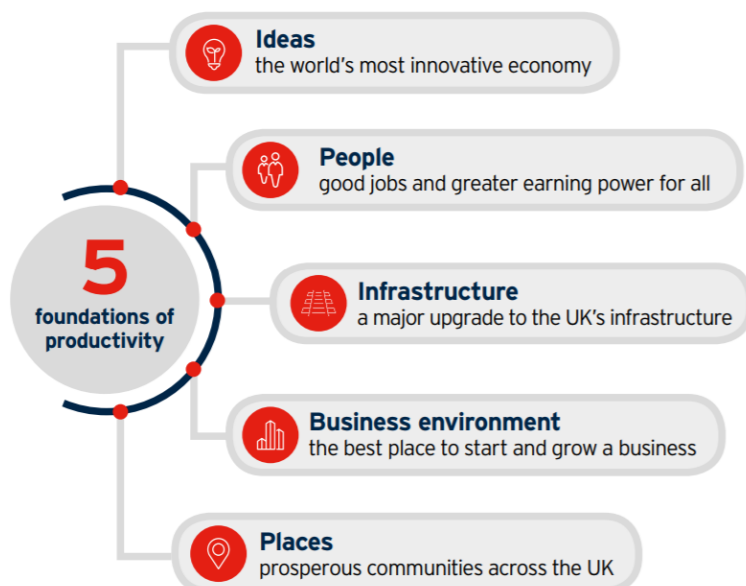 Ideas
the world's most innovative economy
People
good jobs and greater earning power for all
5
foundations of
productivity
Infrastructure
a major upgrade to the UK's infrastructure
Business environment
the best place to start and grow a business
Places
prosperous communities across the UK